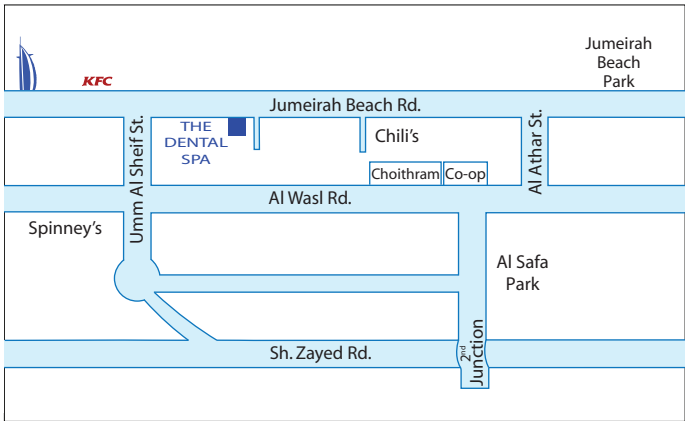 Jumeirah
Beach
Park
KFC
Jumeirah Beach Rd.
THE
DENTAL
SPA
Chili's
Umm Al Sheif St.
Al Athar St.
Choithram
Co-op
Al Wasl Rd.
Spinney's
Al Safa
Park
Sh. Zayed Rd.
2nd
Junction